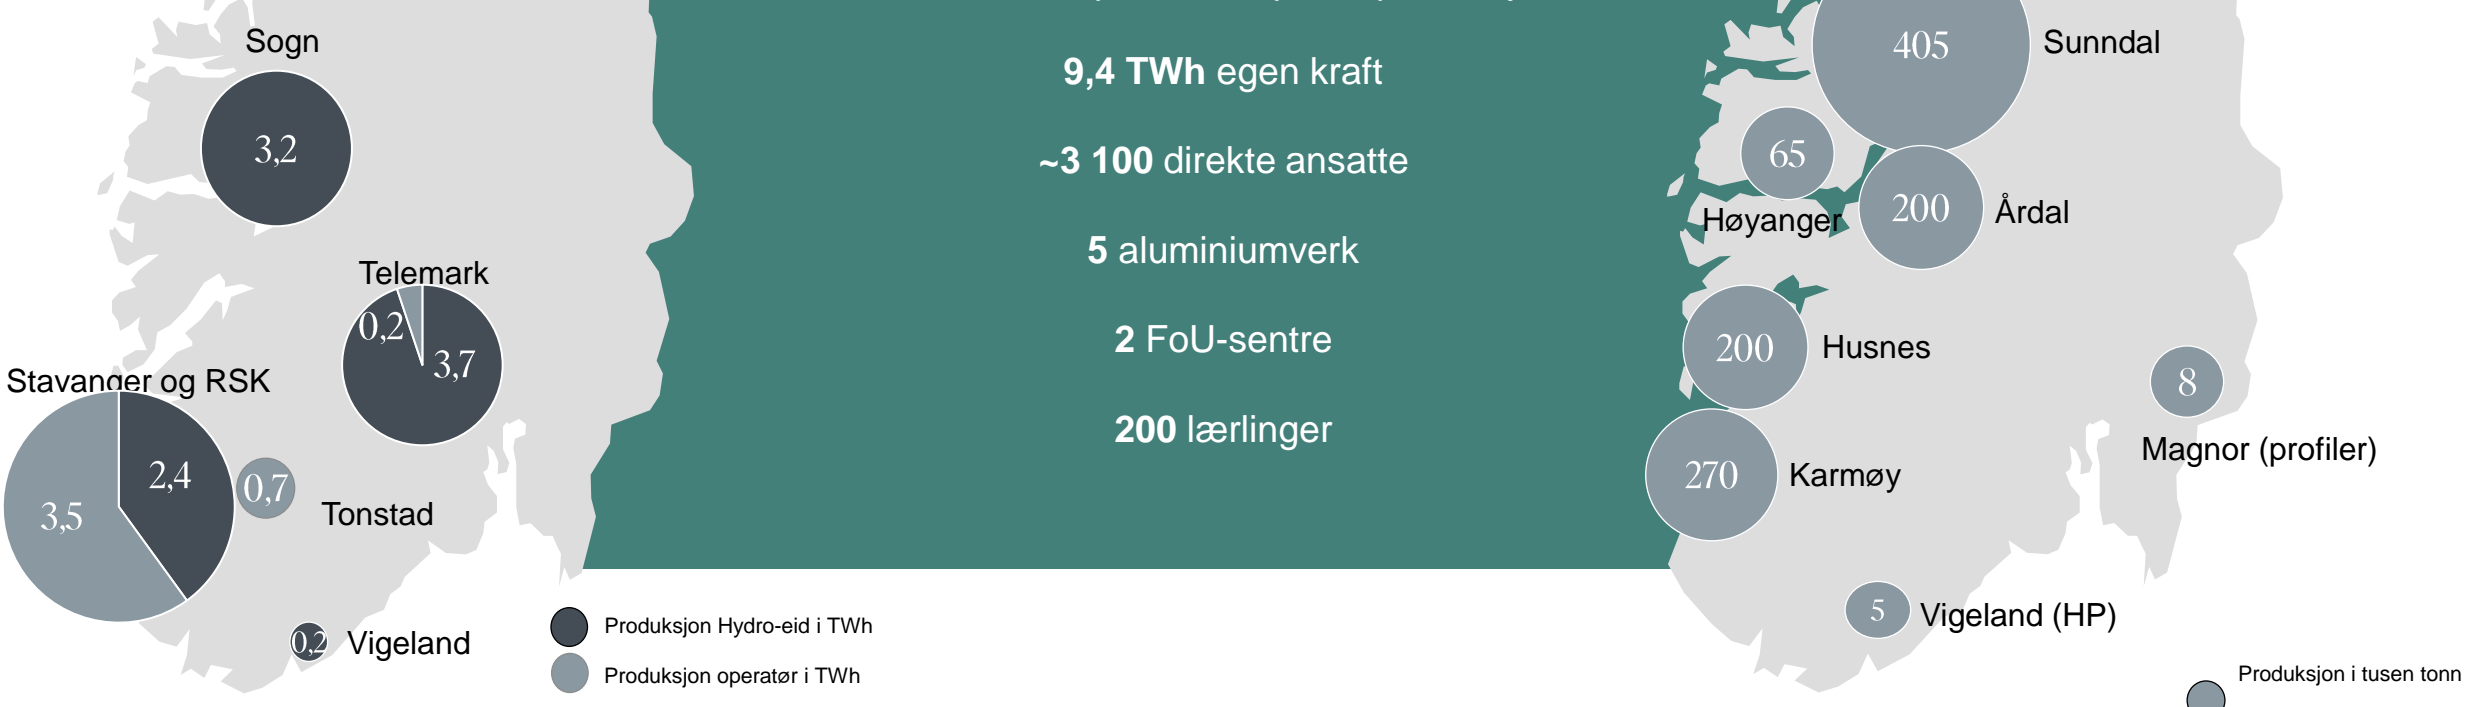 Sogn
3,2
Telemark
0,2
3,7
Stavanger og RSK
2,4
3,5
0,7
Tonstad
0,2
Vigeland
Produksjon Hydro-eid i TWh
Produksjon operatør i TWh
9,4 TWh egen kraft
~3 100 direkte ansatte
5 aluminiumverk
2 FoU-sentre
200 lærlinger
405
Sunndal
65
Høyanger
200
Årdal
200
Husnes
8
Magnor (profiler)
270
Karmøy
5
Vigeland (HP)
Produksjon i tusen tonn